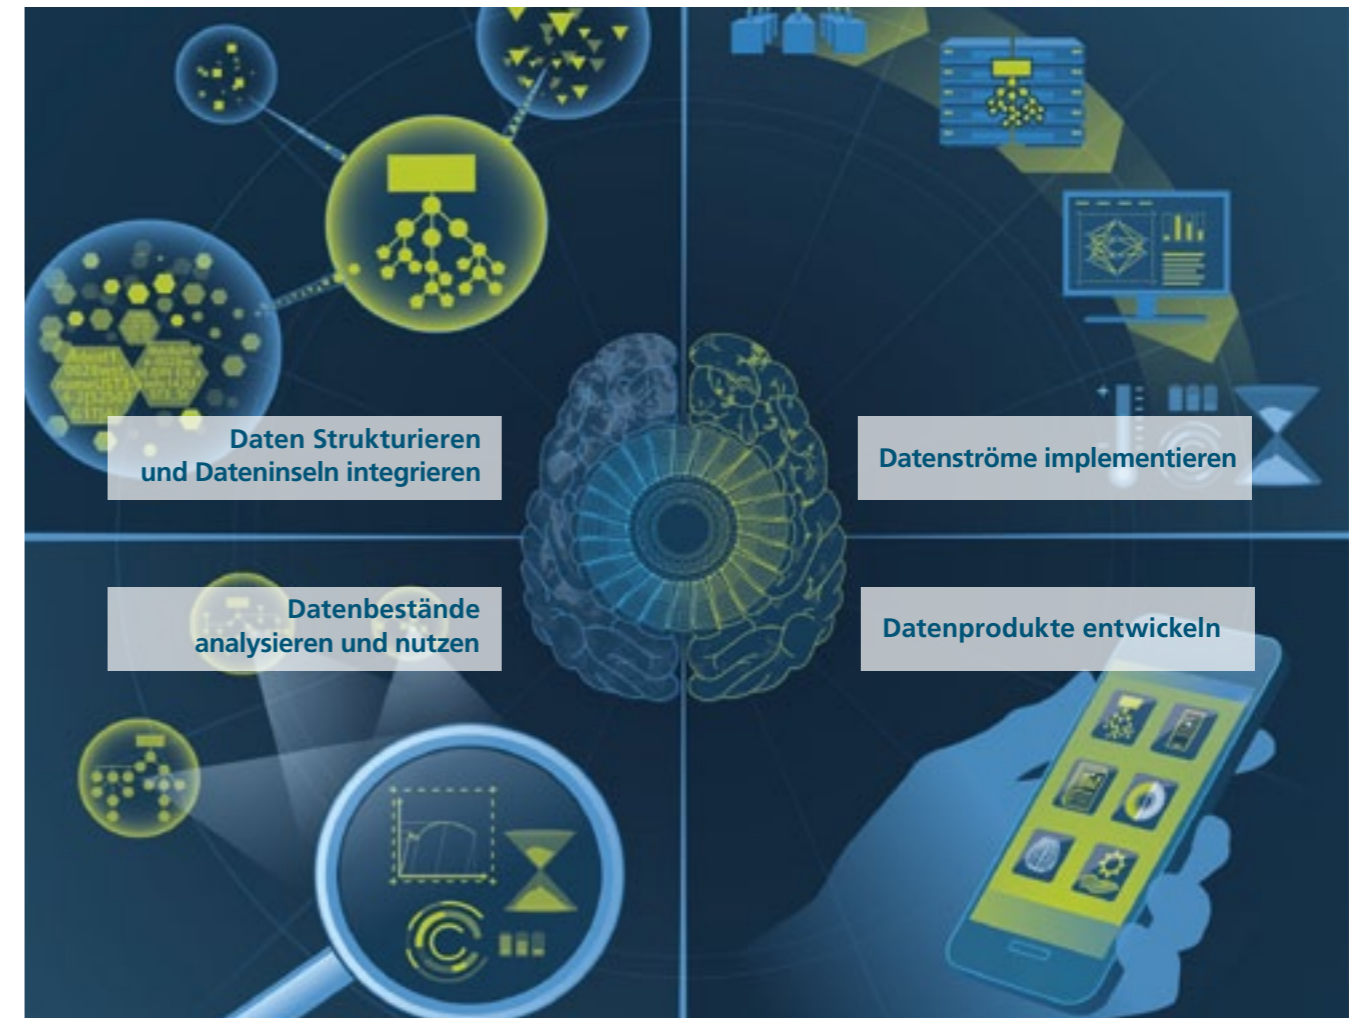 Daten Strukturieren
und Dateninseln integrieren
Datenströme implementieren
Datenbestände
analysieren und nutzen
Datenprodukte entwickeln